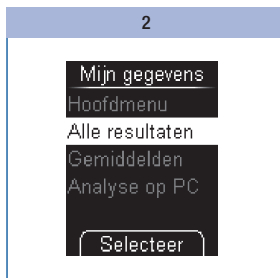 2
Mijn gegevens
Hoofdmenu
Alle resultaten
Gemiddelden
Analyse op PC
Selecteer